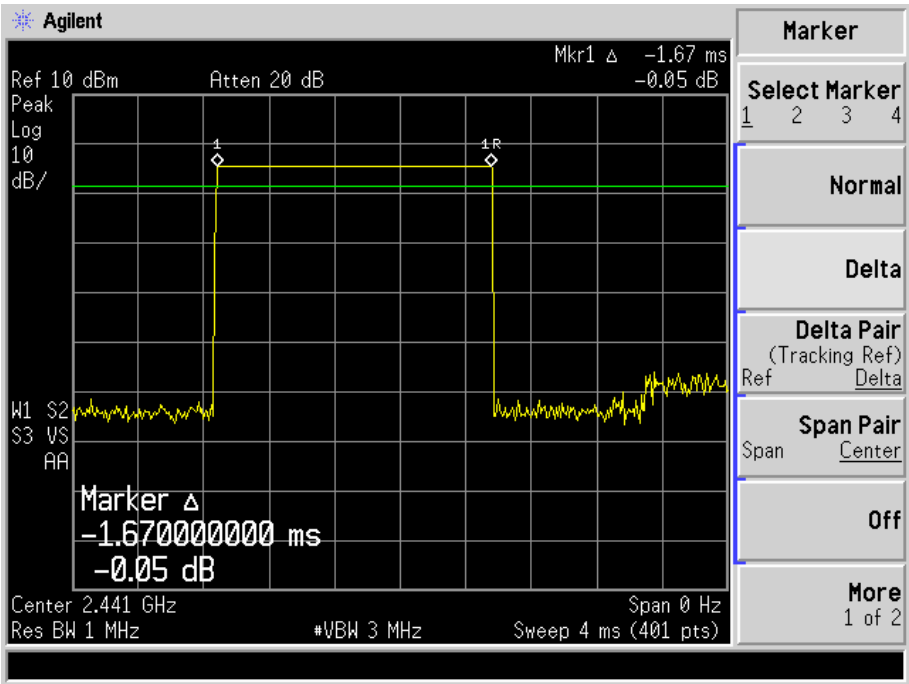 Agilent
Mkr1 Δ -1.67 ms
Ref 10 dBm Atten 20 dB -0.05 dB
Peak
Log
10
dB/
1 1R
W1 S2
S3 VS
AA
Marker Δ
-1.670000000 ms
-0.05 dB
Center 2.441 GHz Span 0 Hz
Res BW 1 MHz #VBW 3 MHz Sweep 4 ms (401 pts)
Marker
Select Marker
1 2 3 4
Normal
Delta
Delta Pair
(Tracking Ref)
Ref Delta
Span Pair
Span Center
Off
More
1 of 2